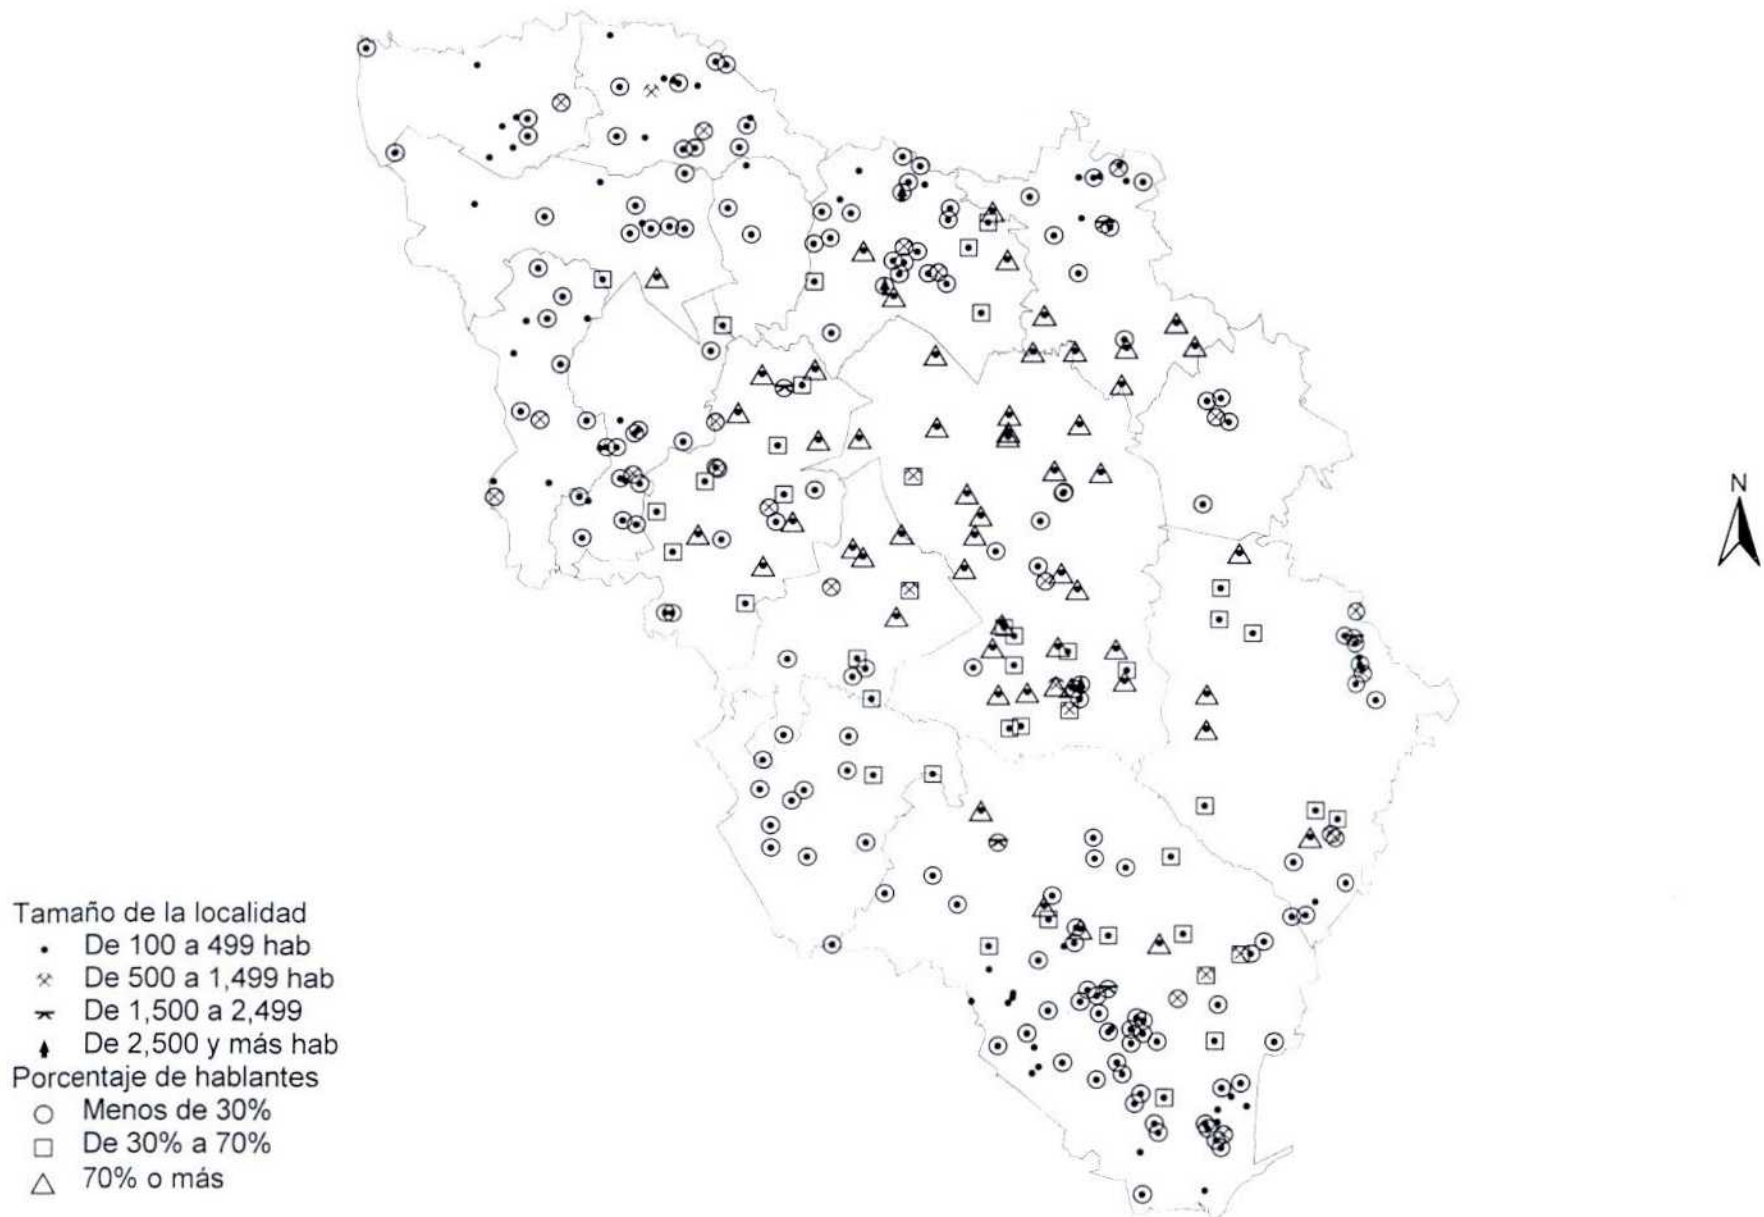 N
Tamaño de la localidad
De 100 a 499 hab
De 500 a 1,499 hab
De 1,500 a 2,499
De 2,500 y más hab
Porcentaje de hablantes
Menos de 30%
De 30% a 70%
70% o más